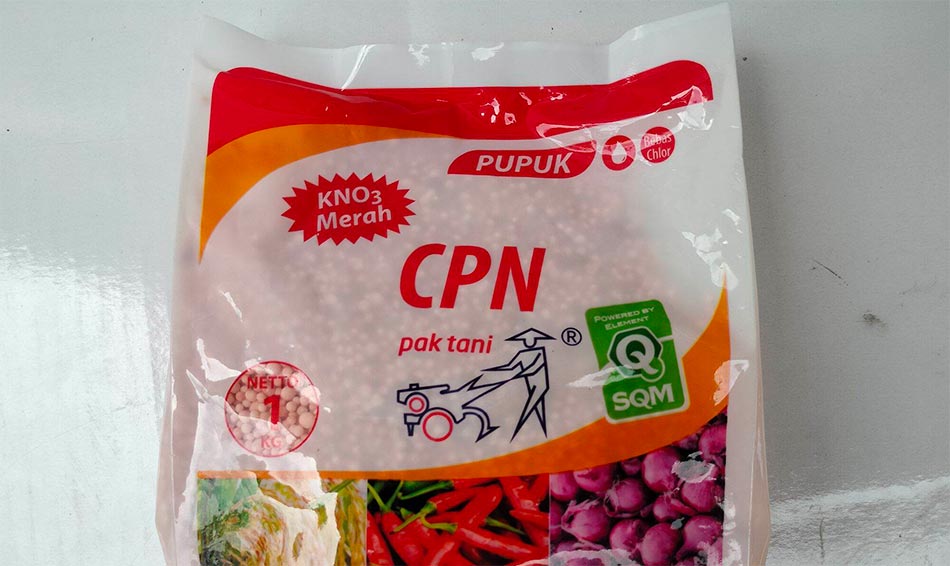 PUPUK
Bebas
Chlor
KNO3
Merah
CPN
pak tani
®
POWERED BY
ELEMENT
Q
SQM
NETTO
1
KG